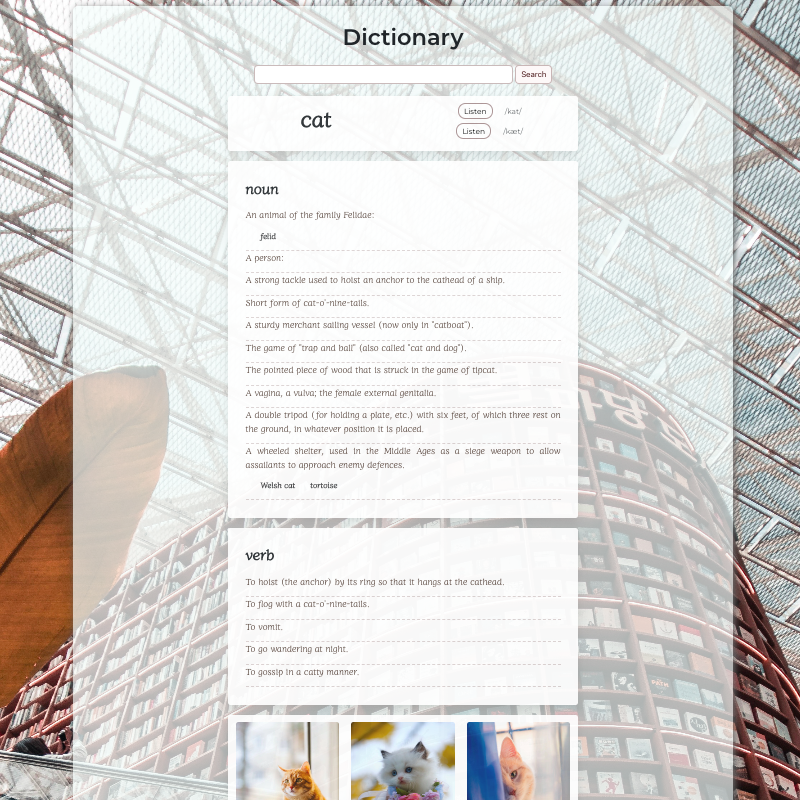 Dictionary
Search
cat
Listen /kat/
Listen /kæt/
noun
An animal of the family Felidae:
felid
A person:
A strong tackle used to hoist an anchor to the cathead of a ship.
Short form of cat-o'-nine-tails.
A sturdy merchant sailing vessel (now only in "catboat").
The game of "trap and ball" (also called "cat and dog").
The pointed piece of wood that is struck in the game of tipcat.
A vagina, a vulva; the female external genitalia.
A double tripod (for holding a plate, etc.) with six feet, of which three rest on
the ground, in whatever position it is placed.
A wheeled shelter, used in the Middle Ages as a siege weapon to allow
assailants to approach enemy defences.
Welsh cat tortoise
verb
To hoist (the anchor) by its ring so that it hangs at the cathead.
To flog with a cat-o'-nine-tails.
To vomit.
To go wandering at night.
To gossip in a catty manner.